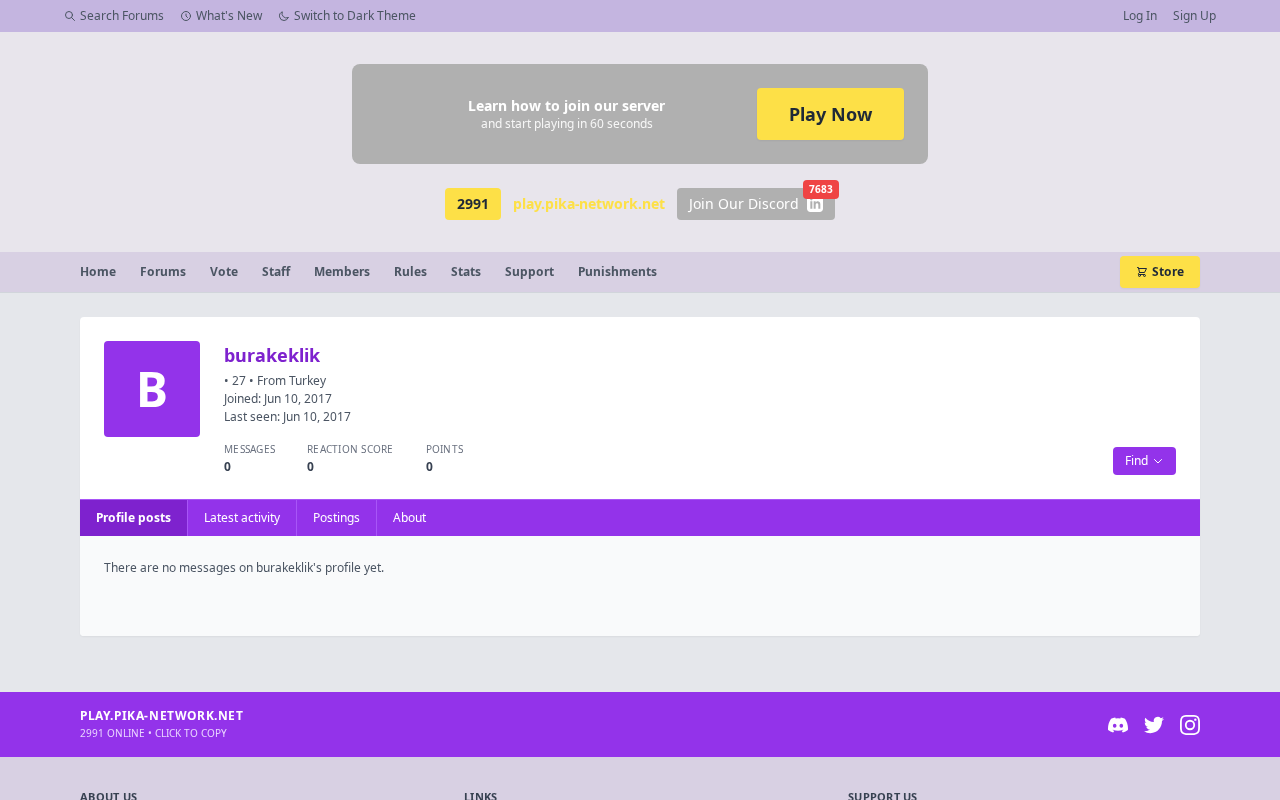 Search Forums What's New Switch to Dark Theme Log In Sign Up
Learn how to join our server
and start playing in 60 seconds
Play Now
2991 play.pika-network.net Join Our Discord 7683
Home Forums Vote Staff Members Rules Stats Support Punishments Store
B
burakeklik
• 27 • From Turkey
Joined: Jun 10, 2017
Last seen: Jun 10, 2017
MESSAGES REACTION SCORE POINTS
0 0 0
Find
Profile posts Latest activity Postings About
There are no messages on burakeklik's profile yet.
PLAY.PIKA-NETWORK.NET
2991 ONLINE • CLICK TO COPY
ABOUT US LINKS SUPPORT US